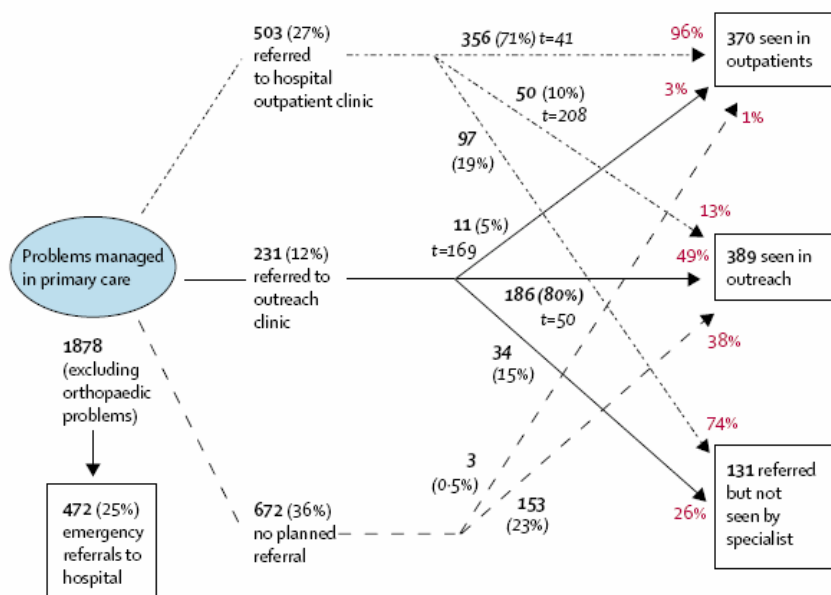 503 (27%)
referred
to hospital
outpatient clinic
356 (71%) t=41
96%
370 seen in
outpatients
50 (10%)
t=208
3%
1%
97
(19%)
11 (5%)
t=169
13%
Problems managed
in primary care
231 (12%)
referred to
outreach
clinic
49%
389 seen in
outreach
186 (80%)
t=50
38%
1878
(excluding
orthopaedic
problems)
34
(15%)
74%
3
(0·5%)
131 referred
but not
seen by
specialist
472 (25%)
emergency
referrals to
hospital
672 (36%)
no planned
referral
153
(23%)
26%